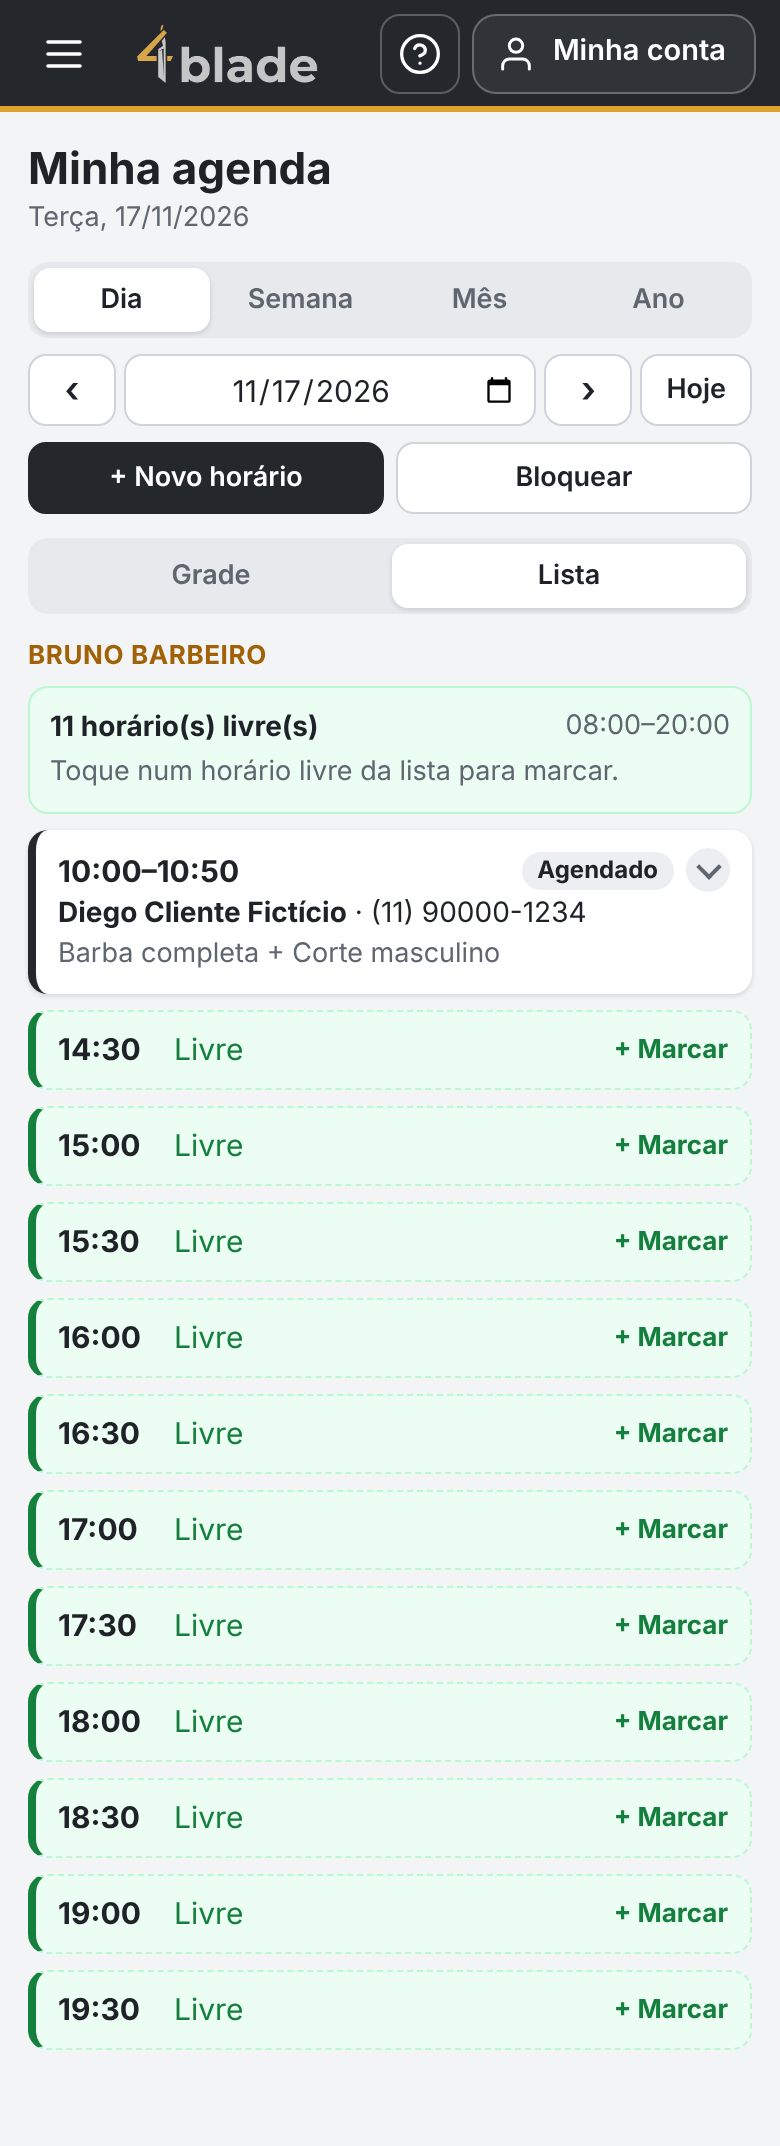 4blade
Minha conta
Minha agenda
Terça, 17/11/2026
Dia Semana Mês Ano
‹ 11/17/2026 › Hoje
+ Novo horário Bloquear
Grade Lista
BRUNO BARBEIRO
11 horário(s) livre(s) 08:00–20:00
Toque num horário livre da lista para marcar.
10:00–10:50 Agendado
Diego Cliente Fictício · (11) 90000-1234
Barba completa + Corte masculino
14:30 Livre + Marcar
15:00 Livre + Marcar
15:30 Livre + Marcar
16:00 Livre + Marcar
16:30 Livre + Marcar
17:00 Livre + Marcar
17:30 Livre + Marcar
18:00 Livre + Marcar
18:30 Livre + Marcar
19:00 Livre + Marcar
19:30 Livre + Marcar